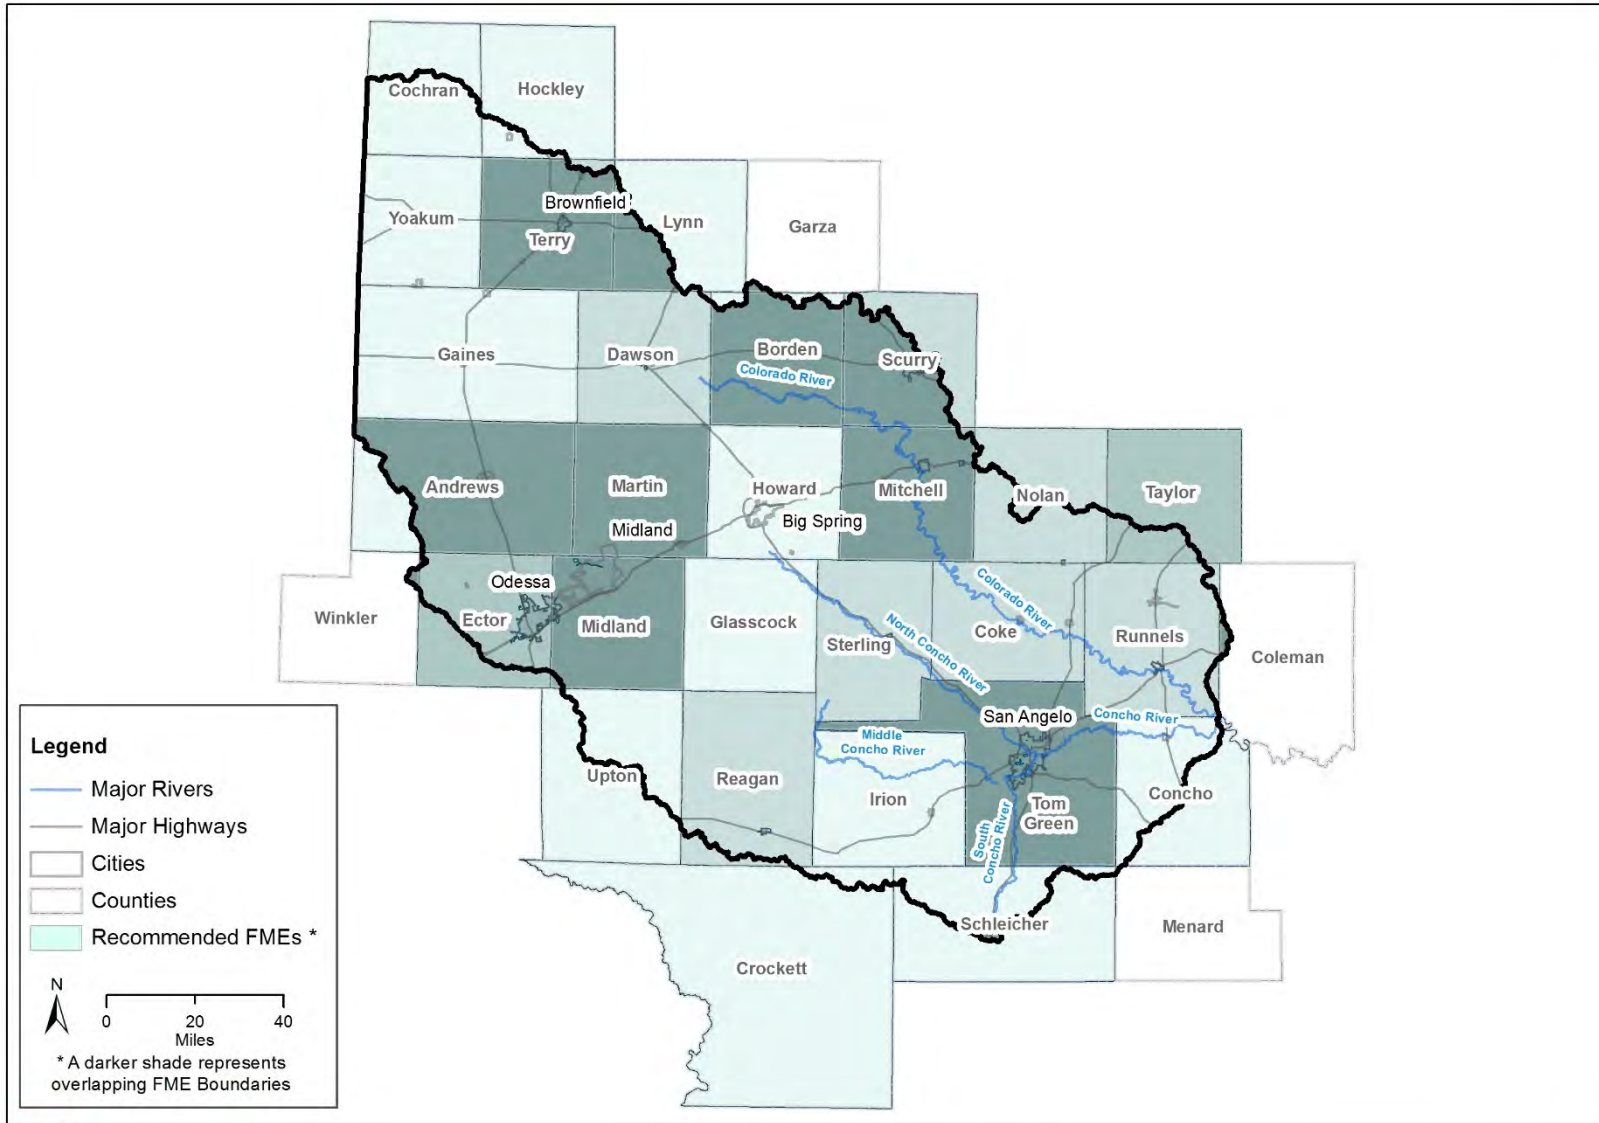 Cochran
Hockley
Yoakum
Brownfield
Terry
Lynn
Garza
Gaines
Dawson
Borden
Scurry
Colorado River
Andrews
Martin
Howard
Mitchell
Nolan
Taylor
Midland
Big Spring
Odessa
Winkler
Ector
Midland
Glasscock
Sterling
North Concho River
Coke
Colorado River
Runnels
Coleman
San Angelo
Concho River
Middle
Concho River
Upton
Reagan
Irion
Tom
Green
South
Concho River
Concho
Schleicher
Menard
Crockett
Legend
Major Rivers
Major Highways
Cities
Counties
Recommended FMEs *
N
0 20 40
Miles
* A darker shade represents
overlapping FME Boundaries